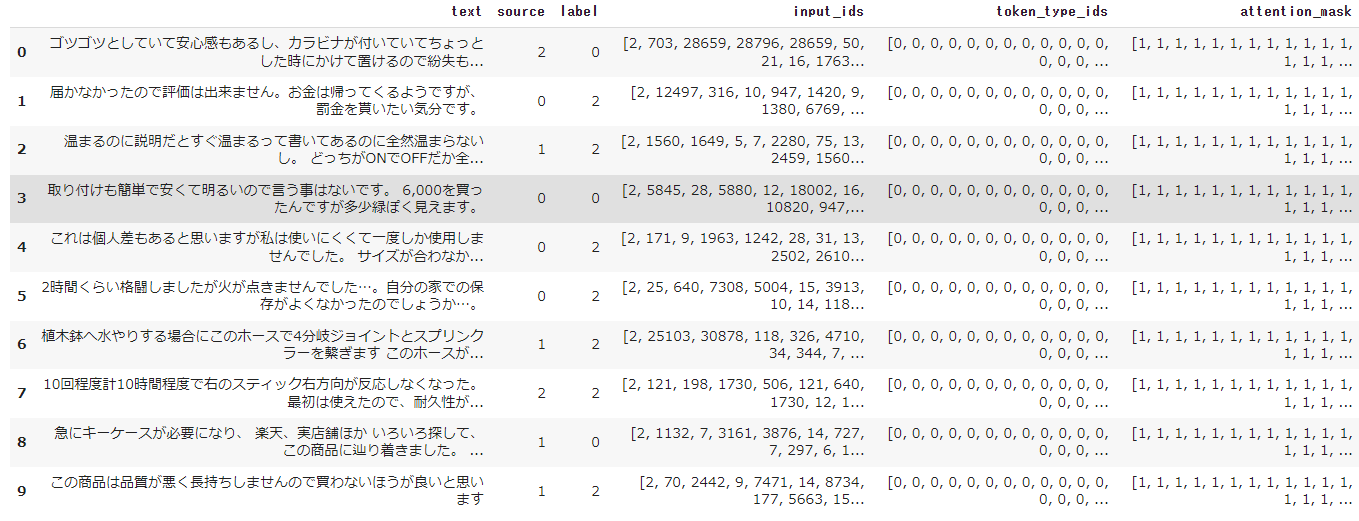 text source label input_ids token_type_ids attention_mask
0 ゴツゴツとしていて安心感もあるし、カラビナが付いていてちょっと 2 0 [2, 703, 28659, 28796, 28659, 50, [0, 0, 0, 0, 0, 0, 0, 0, 0, 0, [1, 1, 1, 1, 1, 1, 1, 1, 1, 1, 1, 1,
した時にかけて置けるので紛失も... 21, 16, 1763... 0, 0, 0, ... 1, 1, 1, ...
1 届かなかったので評価は出来ません。お金は帰ってくるようですが、 0 2 [2, 12497, 316, 10, 947, 1420, 9, [0, 0, 0, 0, 0, 0, 0, 0, 0, 0, [1, 1, 1, 1, 1, 1, 1, 1, 1, 1, 1, 1,
罰金を貰いたい気分です。 1380, 6769, ... 0, 0, 0, ... 1, 1, 1, ...
2 温まるのに説明だとすぐ温まるって書いてあるのに全然温まらない 1 2 [2, 1560, 1649, 5, 7, 2280, 75, 13, [0, 0, 0, 0, 0, 0, 0, 0, 0, 0, [1, 1, 1, 1, 1, 1, 1, 1, 1, 1, 1, 1,
し。 どっちがONでOFFだか全... 2459, 1560... 0, 0, 0, ... 1, 1, 1, ...
3 取り付けも簡単で安くて明るいので言う事はないです。 6,000を買っ 0 0 [2, 5845, 28, 5880, 12, 18002, 16, [0, 0, 0, 0, 0, 0, 0, 0, 0, 0, [1, 1, 1, 1, 1, 1, 1, 1, 1, 1, 1, 1,
たんですが多少緑ぽく見えます。 10820, 947,... 0, 0, 0, ... 1, 1, 1, ...
4 これは個人差もあると思いますが私は使いにくくて一度しか使用しま 0 2 [2, 171, 9, 1963, 1242, 28, 31, 13, [0, 0, 0, 0, 0, 0, 0, 0, 0, 0, [1, 1, 1, 1, 1, 1, 1, 1, 1, 1, 1, 1,
せんでした。 サイズが合わなか... 2502, 2610... 0, 0, 0, ... 1, 1, 1, ...
5 2時間くらい格闘しましたが火が点きませんでした…。自分の家での保 0 2 [2, 25, 640, 7308, 5004, 15, 3913, [0, 0, 0, 0, 0, 0, 0, 0, 0, 0, [1, 1, 1, 1, 1, 1, 1, 1, 1, 1, 1, 1,
存がよくなかったのでしょうか…。 10, 14, 118... 0, 0, 0, ... 1, 1, 1, ...
6 植木鉢へ水やりする場合にこのホースで4分岐ジョイントとスプリンク 1 2 [2, 25103, 30878, 118, 326, 4710, [0, 0, 0, 0, 0, 0, 0, 0, 0, 0, [1, 1, 1, 1, 1, 1, 1, 1, 1, 1, 1, 1,
ラーを繋ぎます このホースが... 34, 344, 7, ... 0, 0, 0, ... 1, 1, 1, ...
7 10回程度計10時間程度で右のスティック右方向が反応しなくなった。 2 2 [2, 121, 198, 1730, 506, 121, 640, [0, 0, 0, 0, 0, 0, 0, 0, 0, 0, [1, 1, 1, 1, 1, 1, 1, 1, 1, 1, 1, 1,
最初は使えたので、耐久性が... 1730, 12, 1... 0, 0, 0, ... 1, 1, 1, ...
8 急にキーケースが必要になり、 楽天、実店舗ほか いろいろ探して、 1 0 [2, 1132, 7, 3161, 3876, 14, 727, [0, 0, 0, 0, 0, 0, 0, 0, 0, 0, [1, 1, 1, 1, 1, 1, 1, 1, 1, 1, 1, 1,
この商品に辿り着きました。 ... 7, 297, 6, 1... 0, 0, 0, ... 1, 1, 1, ...
9 この商品は品質が悪く長持ちしませんので買わないほうが良いと思い 1 2 [2, 70, 2442, 9, 7471, 14, 8734, [0, 0, 0, 0, 0, 0, 0, 0, 0, 0, [1, 1, 1, 1, 1, 1, 1, 1, 1, 1, 1, 1,
ます 177, 5663, 15... 0, 0, 0, ... 1, 1, 1, ...